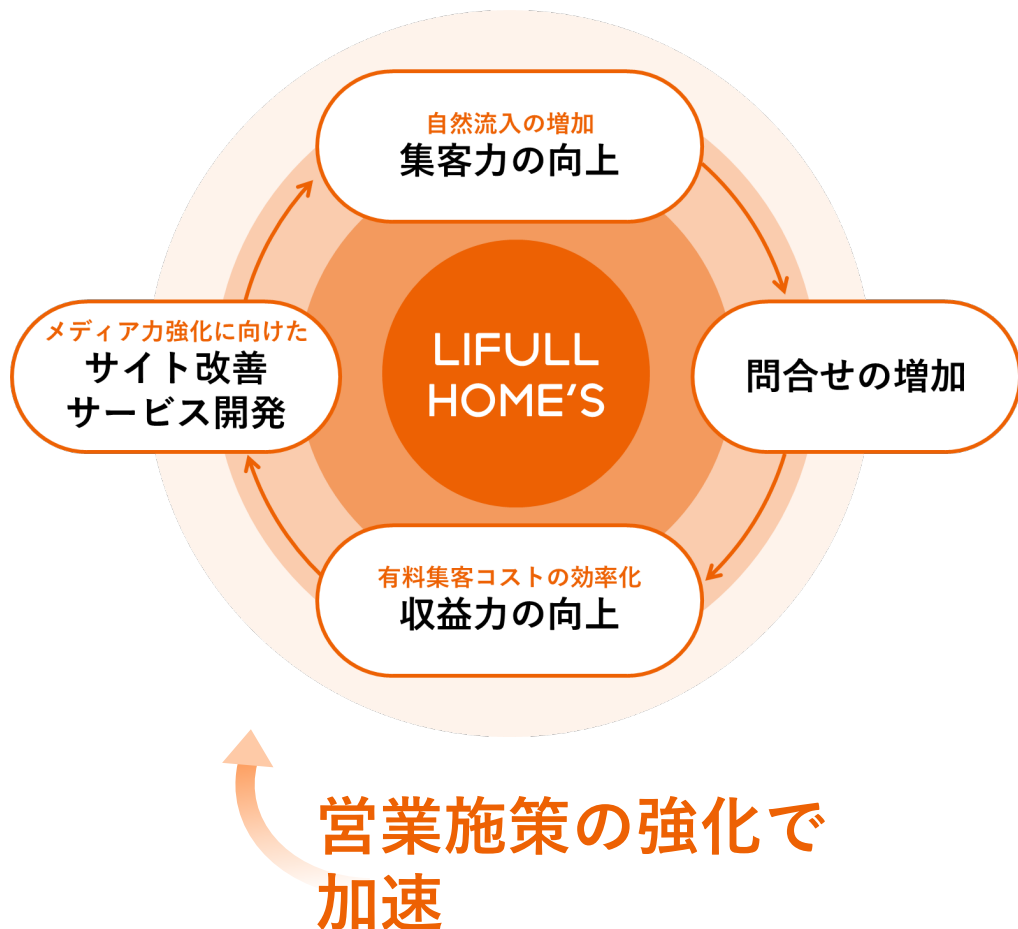 自然流入の増加
集客力の向上
メディア力強化に向けた
サイト改善
サービス開発
LIFULL
HOME'S
問合せの増加
有料集客コストの効率化
収益力の向上
営業施策の強化で
加速